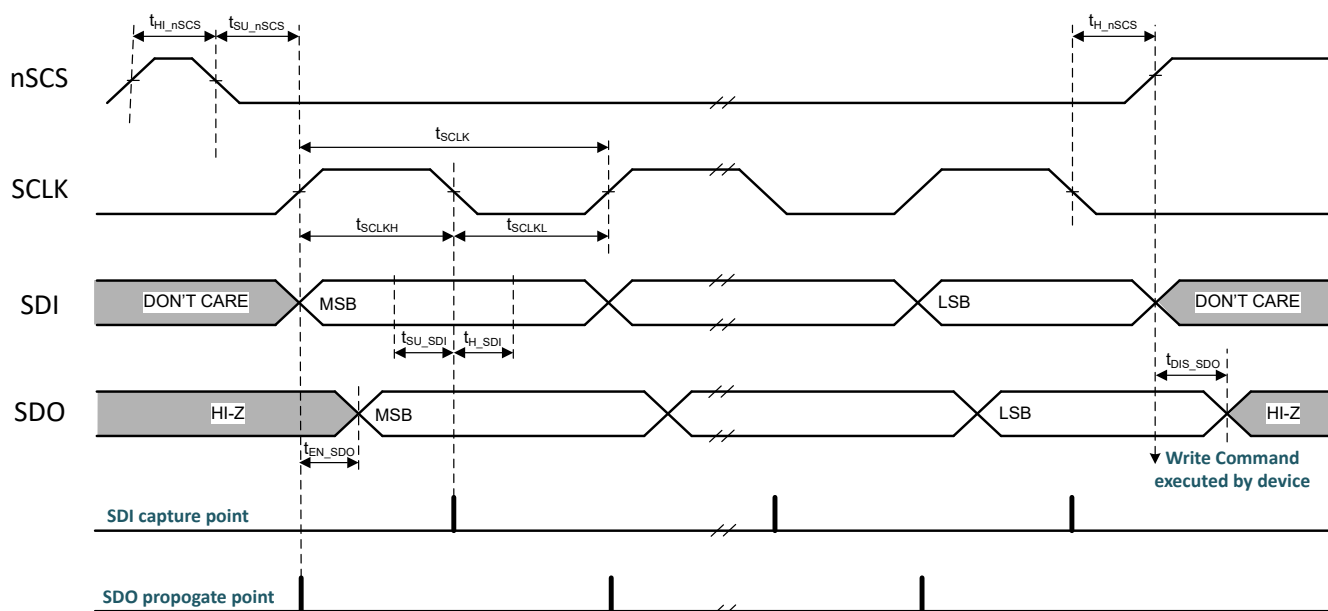 tHI_nSCS
tSU_nSCS
tH_nSCS
nSCS
tSCLK
SCLK
tSCLKH
tSCLKL
SDI
DON'T CARE
MSB
LSB
DON'T CARE
tSU_SDI
tH_SDI
tDIS_SDO
SDO
HI-Z
MSB
LSB
HI-Z
tEN_SDO
Write Command
executed by device
SDI capture point
SDO propogate point